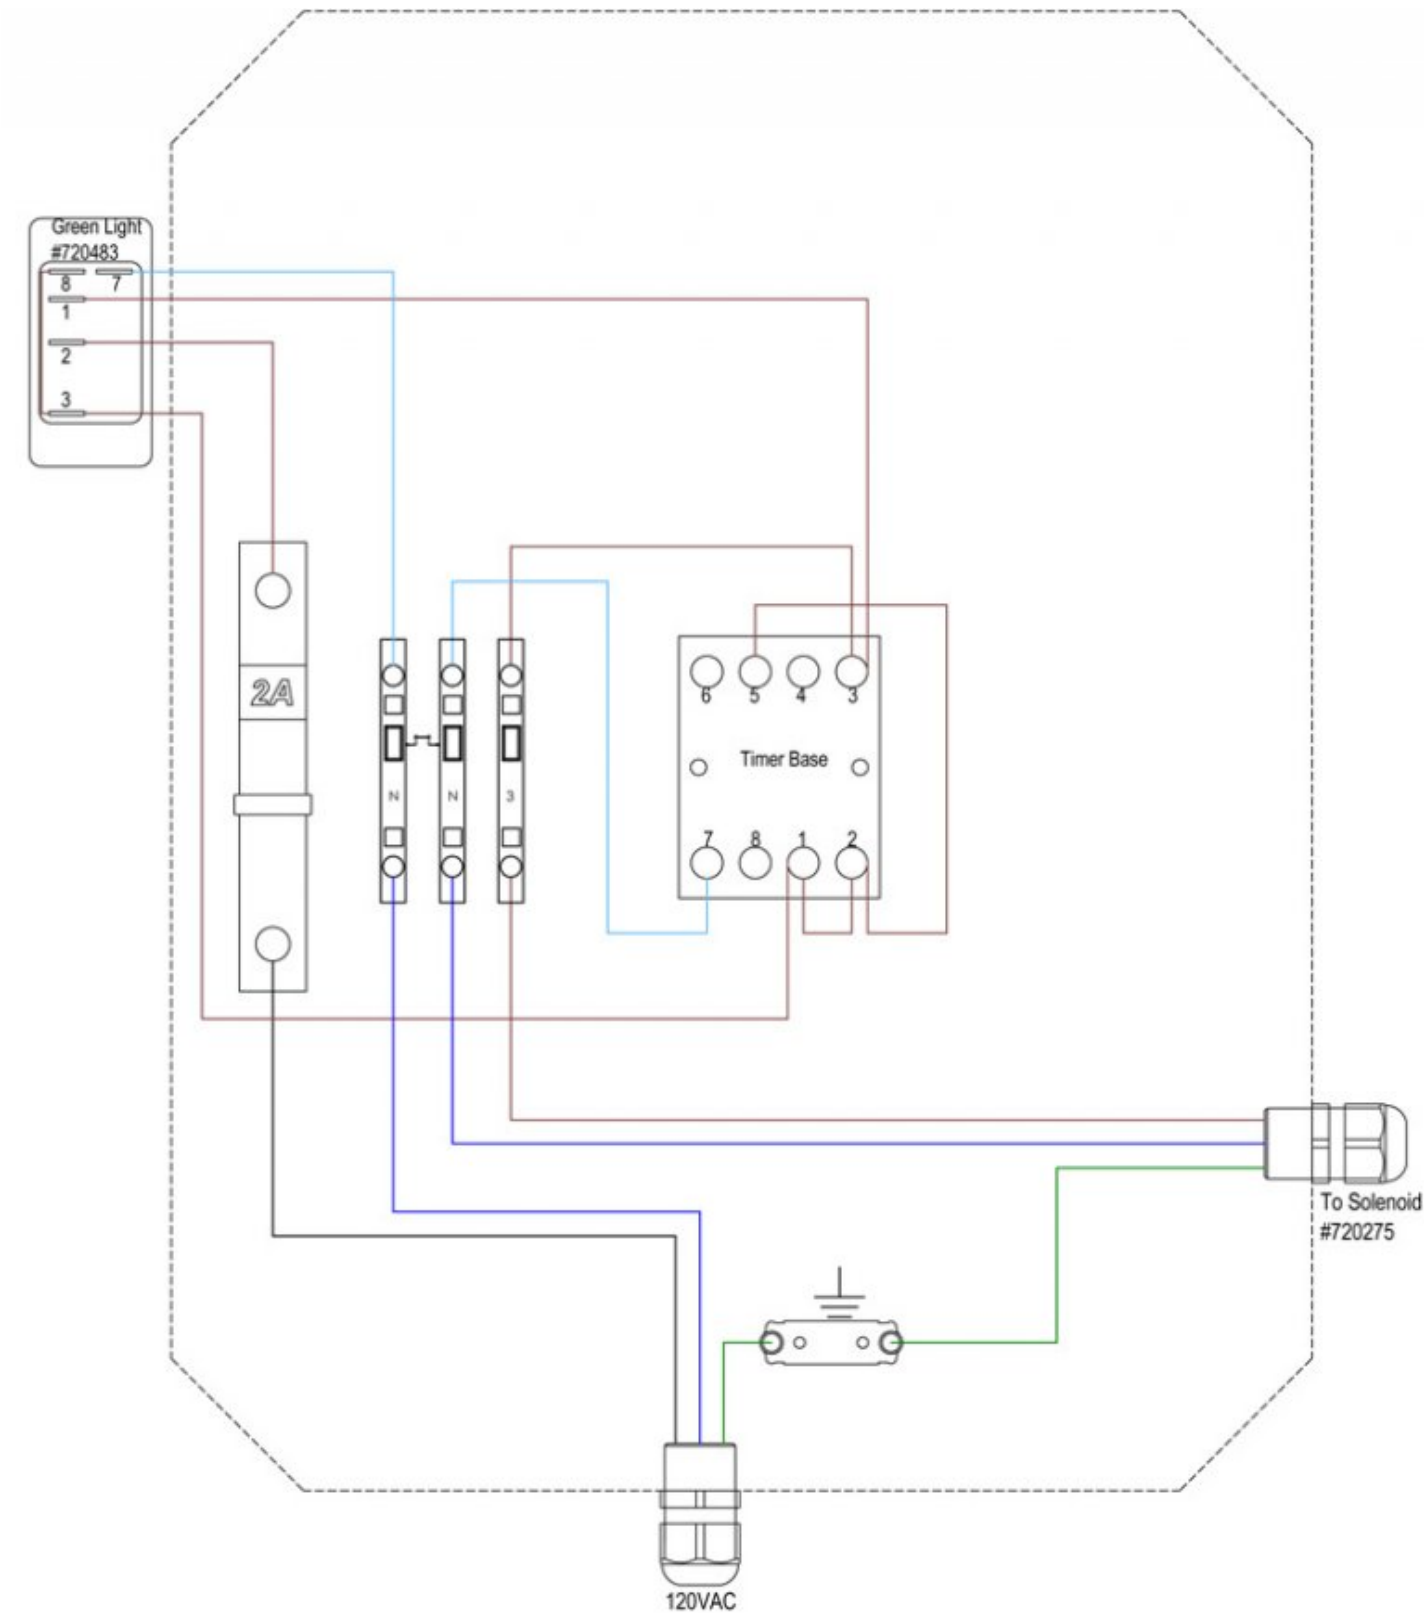 Green Light
#720483
8 7
1
2
3
2A
6 5 4 3
Timer Base
N N 3
7 8 1 2
To Solenoid
#720275
120VAC